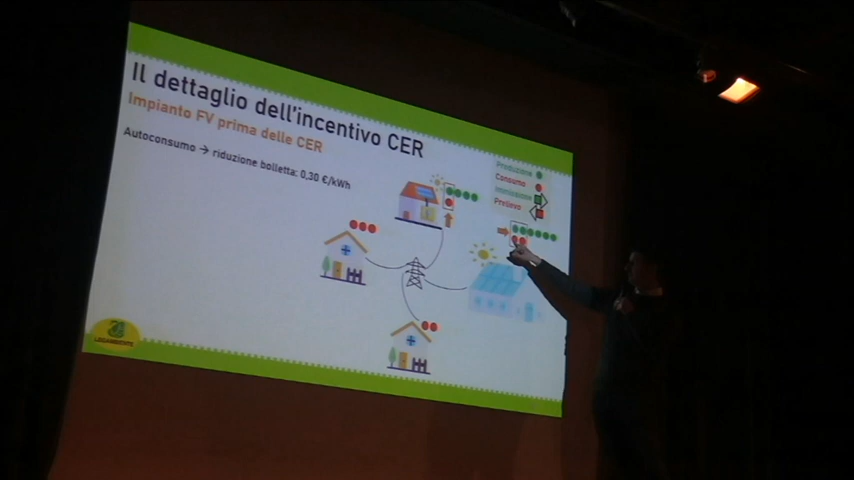 Il dettaglio dell'incentivo CER
Impianto FV prima delle CER
Autoconsumo → riduzione bolletta: 0,30 €/kWh
Produzione
Consumo
Immissione
Prelievo
LEGAMBIENTE